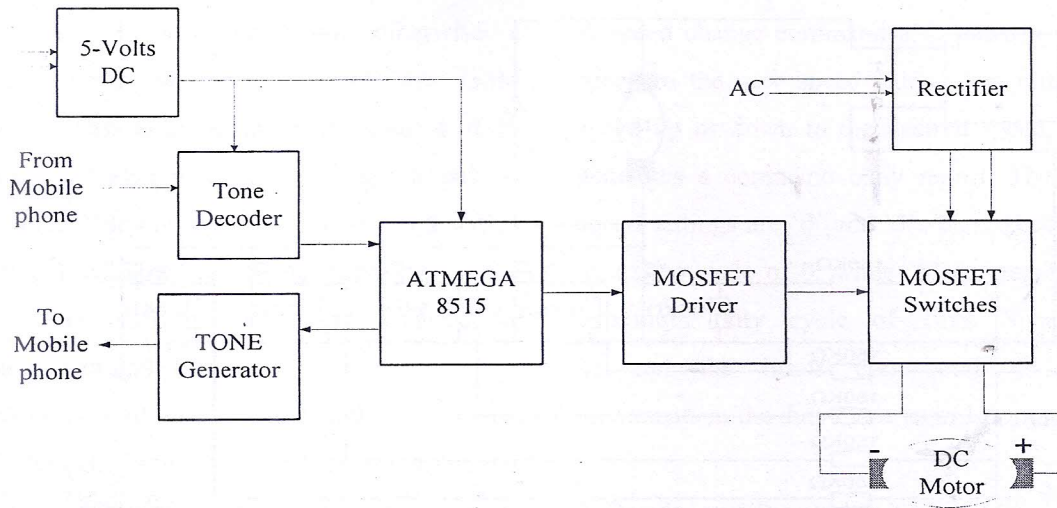 5-Volts
DC
AC
Rectifier
From
Mobile
phone
Tone
Decoder
ATMEGA
8515
MOSFET
Driver
MOSFET
Switches
To
Mobile
phone
TONE
Generator
-
+
DC
Motor